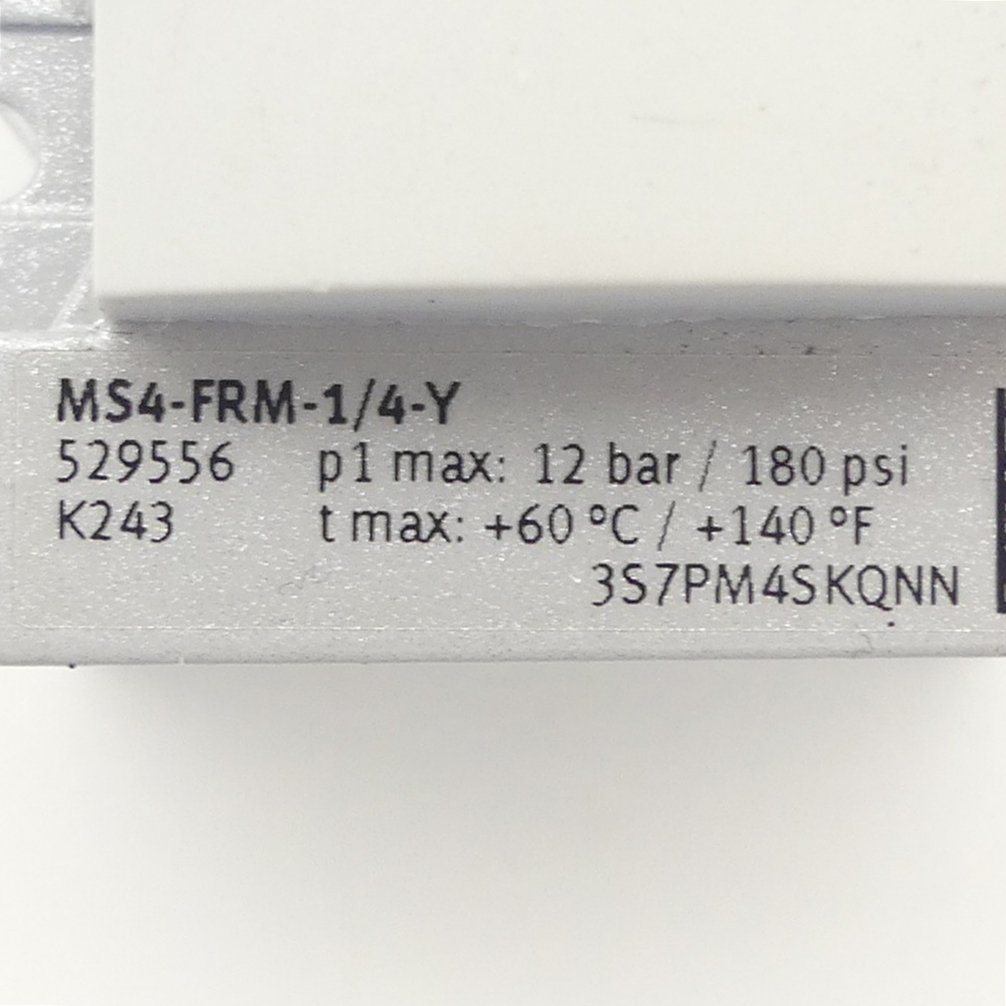 MS4-FRM-1/4-Y
529556 p1 max: 12 bar / 180 psi
K243 t max: +60 °C / +140 °F
3S7PM4SKQNN